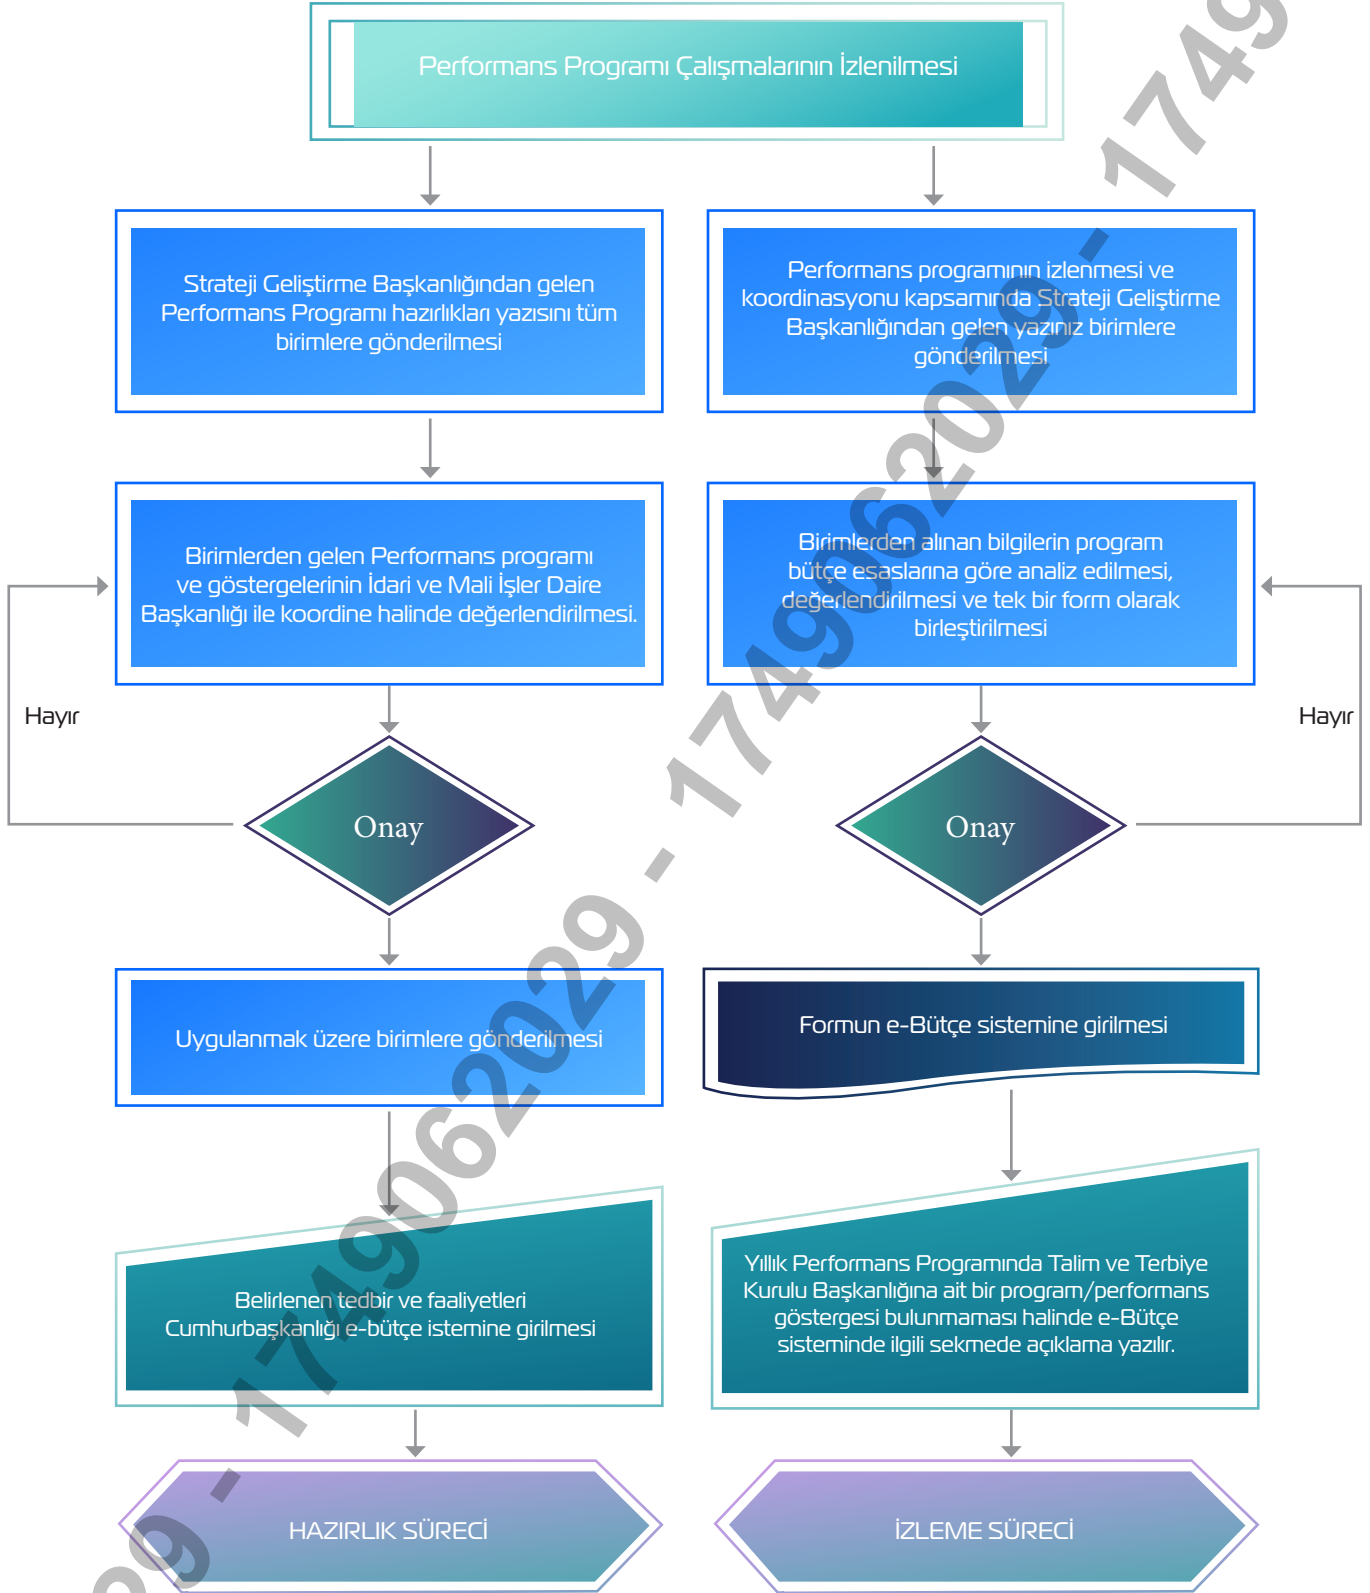 Performans Programı Çalışmalarının İzlenilmesi
Strateji Geliştirme Başkanlığından gelen
Performans Programı hazırlıkları yazısını tüm
birimlere gönderilmesi
Performans programının izlenmesi ve
koordinasyonu kapsamında Strateji Geliştirme
Başkanlığından gelen yazınız birimlere
gönderilmesi
Birimlerden gelen Performans programı
ve göstergelerinin İdari ve Mali İşler Daire
Başkanlığı ile koordine halinde değerlendirilmesi.
Birimlerden alınan bilgilerin program
bütçe esaslarına göre analiz edilmesi,
değerlendirilmesi ve tek bir form olarak
birleştirilmesi
Hayır
Hayır
Onay
Onay
Uygulanmak üzere birimlere gönderilmesi
Formun e-Bütçe sistemine girilmesi
Belirlenen tedbir ve faaliyetleri
Cumhurbaşkanlığı e-bütçe istemine girilmesi
Yıllık Performans Programında Talim ve Terbiye
Kurulu Başkanlığına ait bir program/performans
göstergesi bulunmaması halinde e-Bütçe
sisteminde ilgili sekmede açıklama yazılır.
HAZIRLIK SÜRECİ
İZLEME SÜRECİ
29 - 1749062029 - 1749062029 - 1749